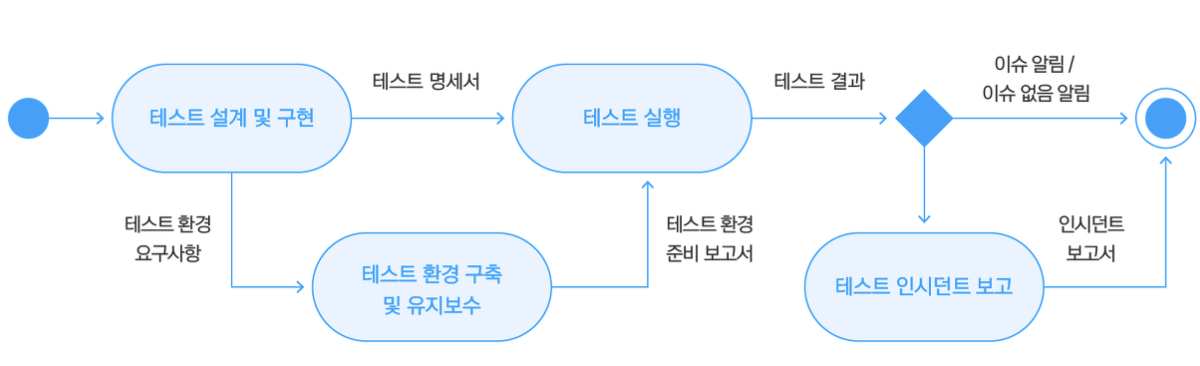 테스트 설계 및 구현
테스트 명세서
테스트 실행
테스트 결과
이슈 알림 /
이슈 없음 알림
테스트 환경
요구사항
테스트 환경 구축
및 유지보수
테스트 환경
준비 보고서
테스트 인시던트 보고
인시던트
보고서